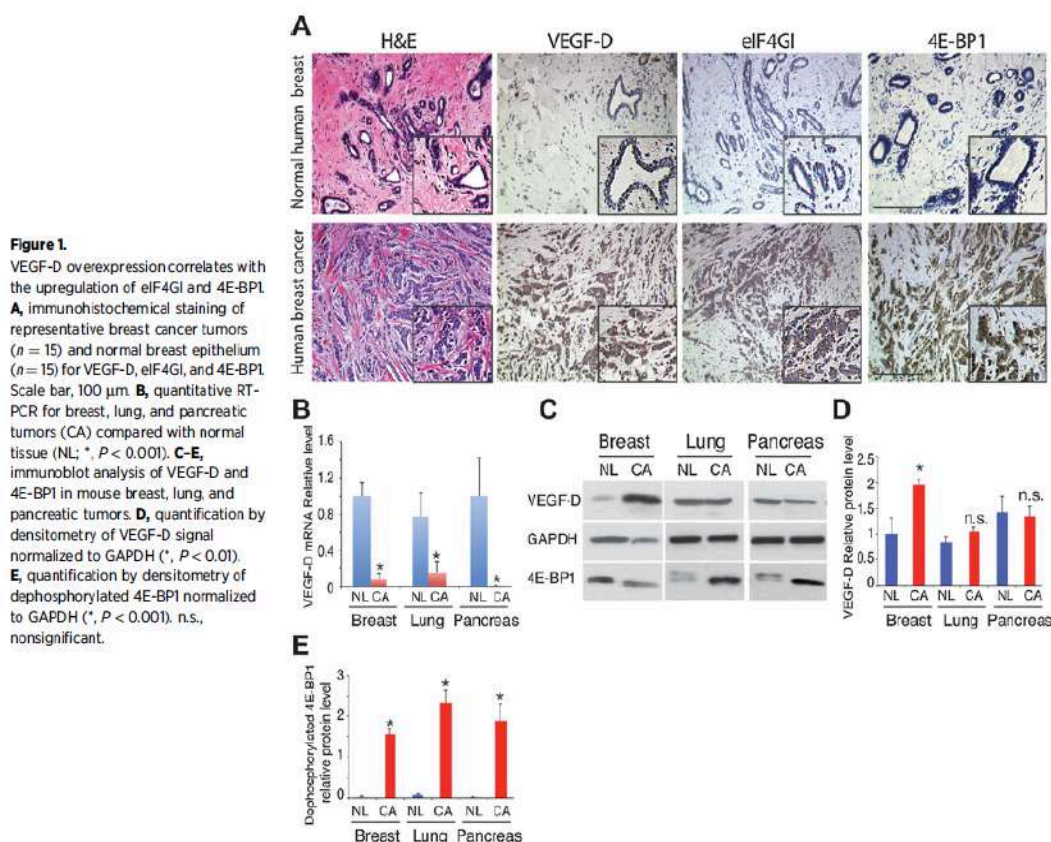 Figure 1.
VEGF-D overexpression correlates with
the upregulation of eIF4GI and 4E-BP1.
A, immunohistochemical staining of
representative breast cancer tumors
(n = 15) and normal breast epithelium
(n = 15) for VEGF-D, eIF4GI, and 4E-BP1.
Scale bar, 100 μm. B, quantitative RT-
PCR for breast, lung, and pancreatic
tumors (CA) compared with normal
tissue (NL; *, P < 0.001). C–E,
immunoblot analysis of VEGF-D and
4E-BP1 in mouse breast, lung, and
pancreatic tumors. D, quantification by
densitometry of VEGF-D signal
normalized to GAPDH (*, P < 0.01).
E, quantification by densitometry of
dephosphorylated 4E-BP1 normalized
to GAPDH (*, P < 0.001). n.s.,
nonsignificant.
A
H&E VEGF-D eIF4GI 4E-BP1
Normal human breast
Human breast cancer
B
VEGF-D mRNA Relative level
1.6
1.2
0.8
0.4
0
* * *
NL CA NL CA NL CA
Breast Lung Pancreas
C
Breast Lung Pancreas
NL CA NL CA NL CA
VEGF-D
GAPDH
4E-BP1
D
VEGF-D Relative protein level
2.5
2
1.5
1
0.5
0
* n.s. n.s.
NL CA NL CA NL CA
Breast Lung Pancreas
E
Dophosphorylated 4E-BP1
relative protein level
3
2
1
0
* * *
NL CA NL CA NL CA
Breast Lung Pancreas